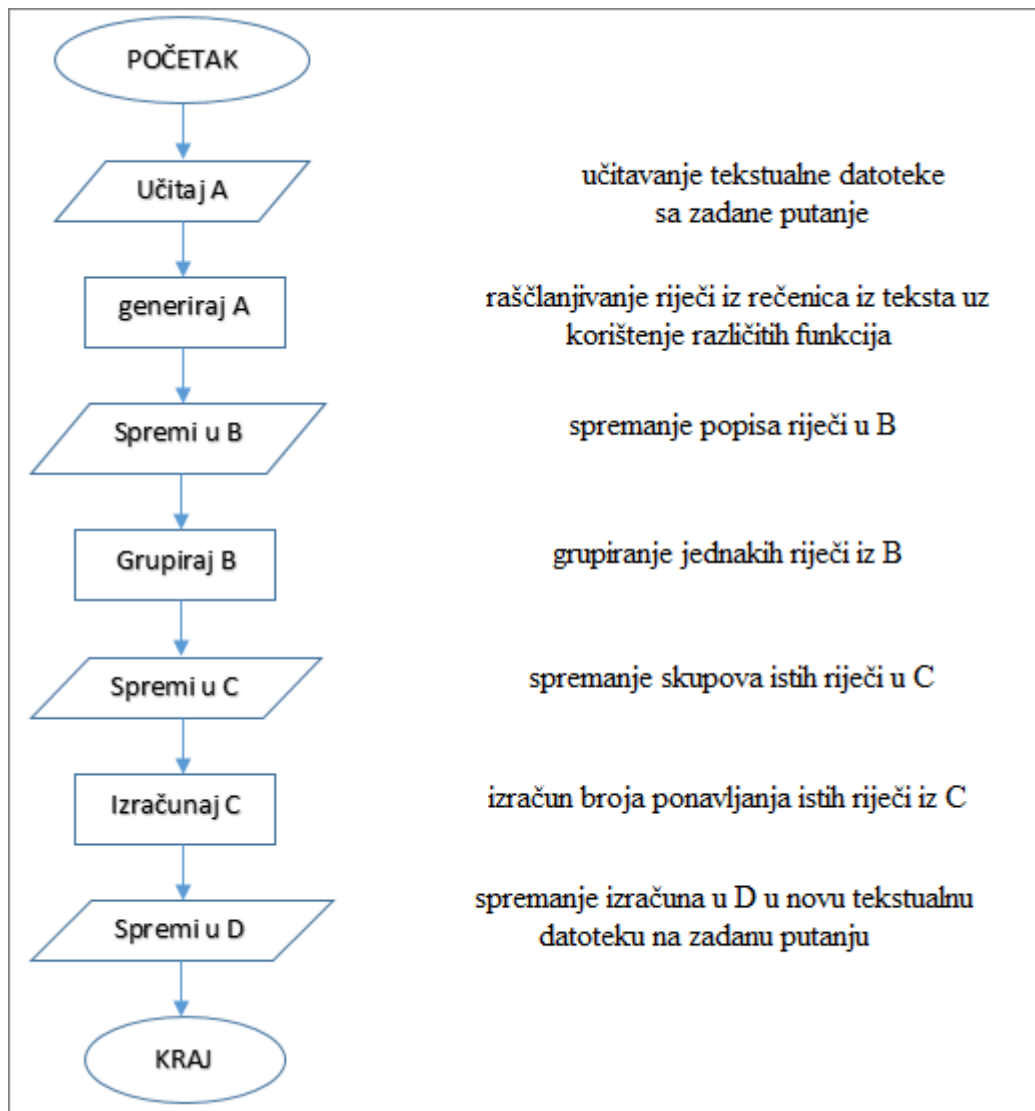 POČETAK
Učitaj A
učitavanje tekstualne datoteke
sa zadane putanje
generiraj A
raščlanjivanje riječi iz rečenica iz teksta uz
korištenje različitih funkcija
Spremi u B
spremanje popisa riječi u B
Grupiraj B
grupiranje jednakih riječi iz B
Spremi u C
spremanje skupova istih riječi u C
Izračunaj C
izračun broja ponavljanja istih riječi iz C
Spremi u D
spremanje izračuna u D u novu tekstualnu
datoteku na zadanu putanju
KRAJ